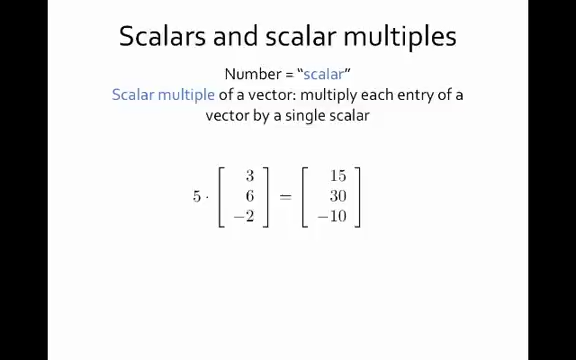 Scalars and scalar multiples
Number = “scalar”
Scalar multiple of a vector: multiply each entry of a
vector by a single scalar
5 · [ 3 6 −2 ] = [ 15 30 −10 ]